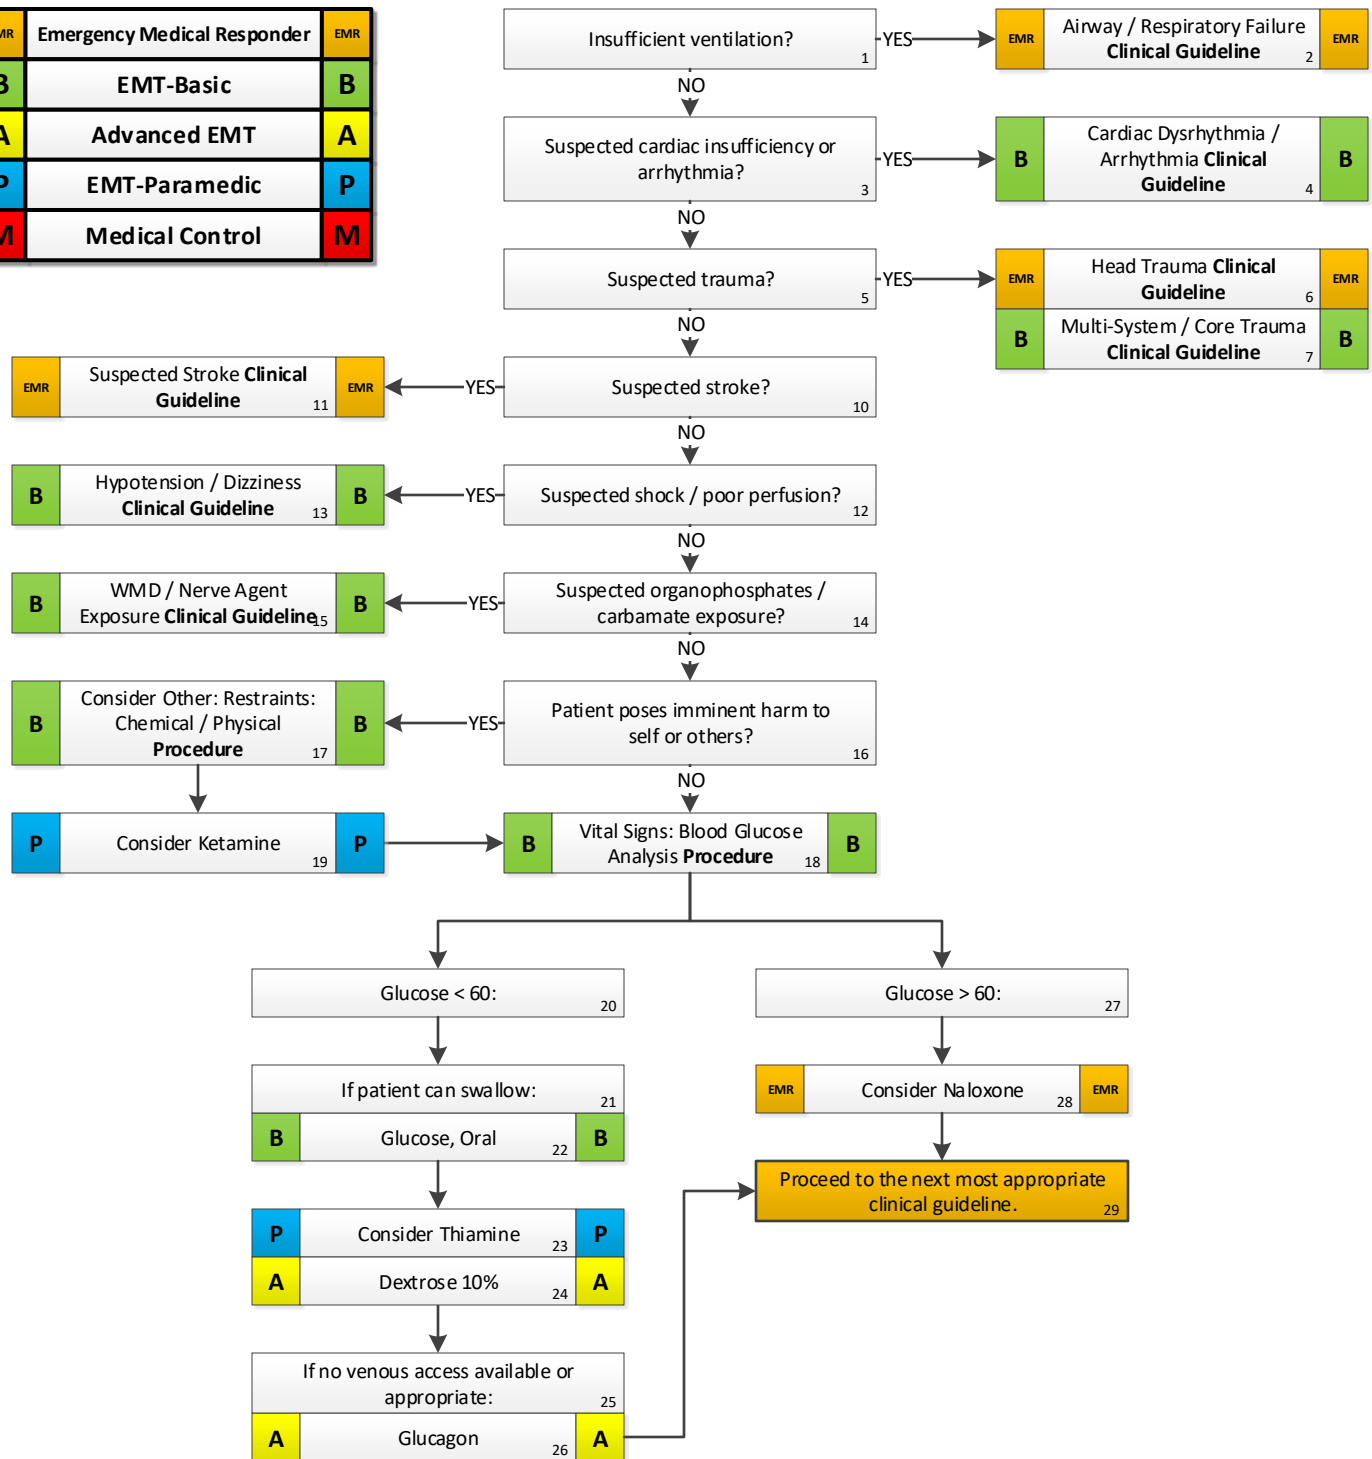 EMR Emergency Medical Responder EMR
B EMT-Basic B
A Advanced EMT A
P EMT-Paramedic P
M Medical Control M
Insufficient ventilation?
1
YES
EMR
Airway / Respiratory Failure
Clinical Guideline
2
EMR
NO
Suspected cardiac insufficiency or
arrhythmia?
3
YES
B
Cardiac Dysrhythmia /
Arrhythmia Clinical
Guideline
4
B
NO
Suspected trauma?
5
YES
EMR
Head Trauma Clinical
Guideline
6
EMR
B
Multi-System / Core Trauma
Clinical Guideline
7
B
NO
Suspected stroke?
10
YES
EMR
Suspected Stroke Clinical
Guideline
11
EMR
NO
Suspected shock / poor perfusion?
12
YES
B
Hypotension / Dizziness
Clinical Guideline
13
B
NO
Suspected organophosphates /
carbamate exposure?
14
YES
B
WMD / Nerve Agent
Exposure Clinical Guideline
15
B
NO
Patient poses imminent harm to
self or others?
16
YES
B
Consider Other: Restraints:
Chemical / Physical
Procedure
17
B
NO
P
Consider Ketamine
19
P
B
Vital Signs: Blood Glucose
Analysis Procedure
18
B
Glucose < 60:
20
If patient can swallow:
21
B
Glucose, Oral
22
B
P
Consider Thiamine
23
P
A
Dextrose 10%
24
A
If no venous access available or
appropriate:
25
A
Glucagon
26
A
Glucose > 60:
27
EMR
Consider Naloxone
28
EMR
Proceed to the next most appropriate
clinical guideline.
29